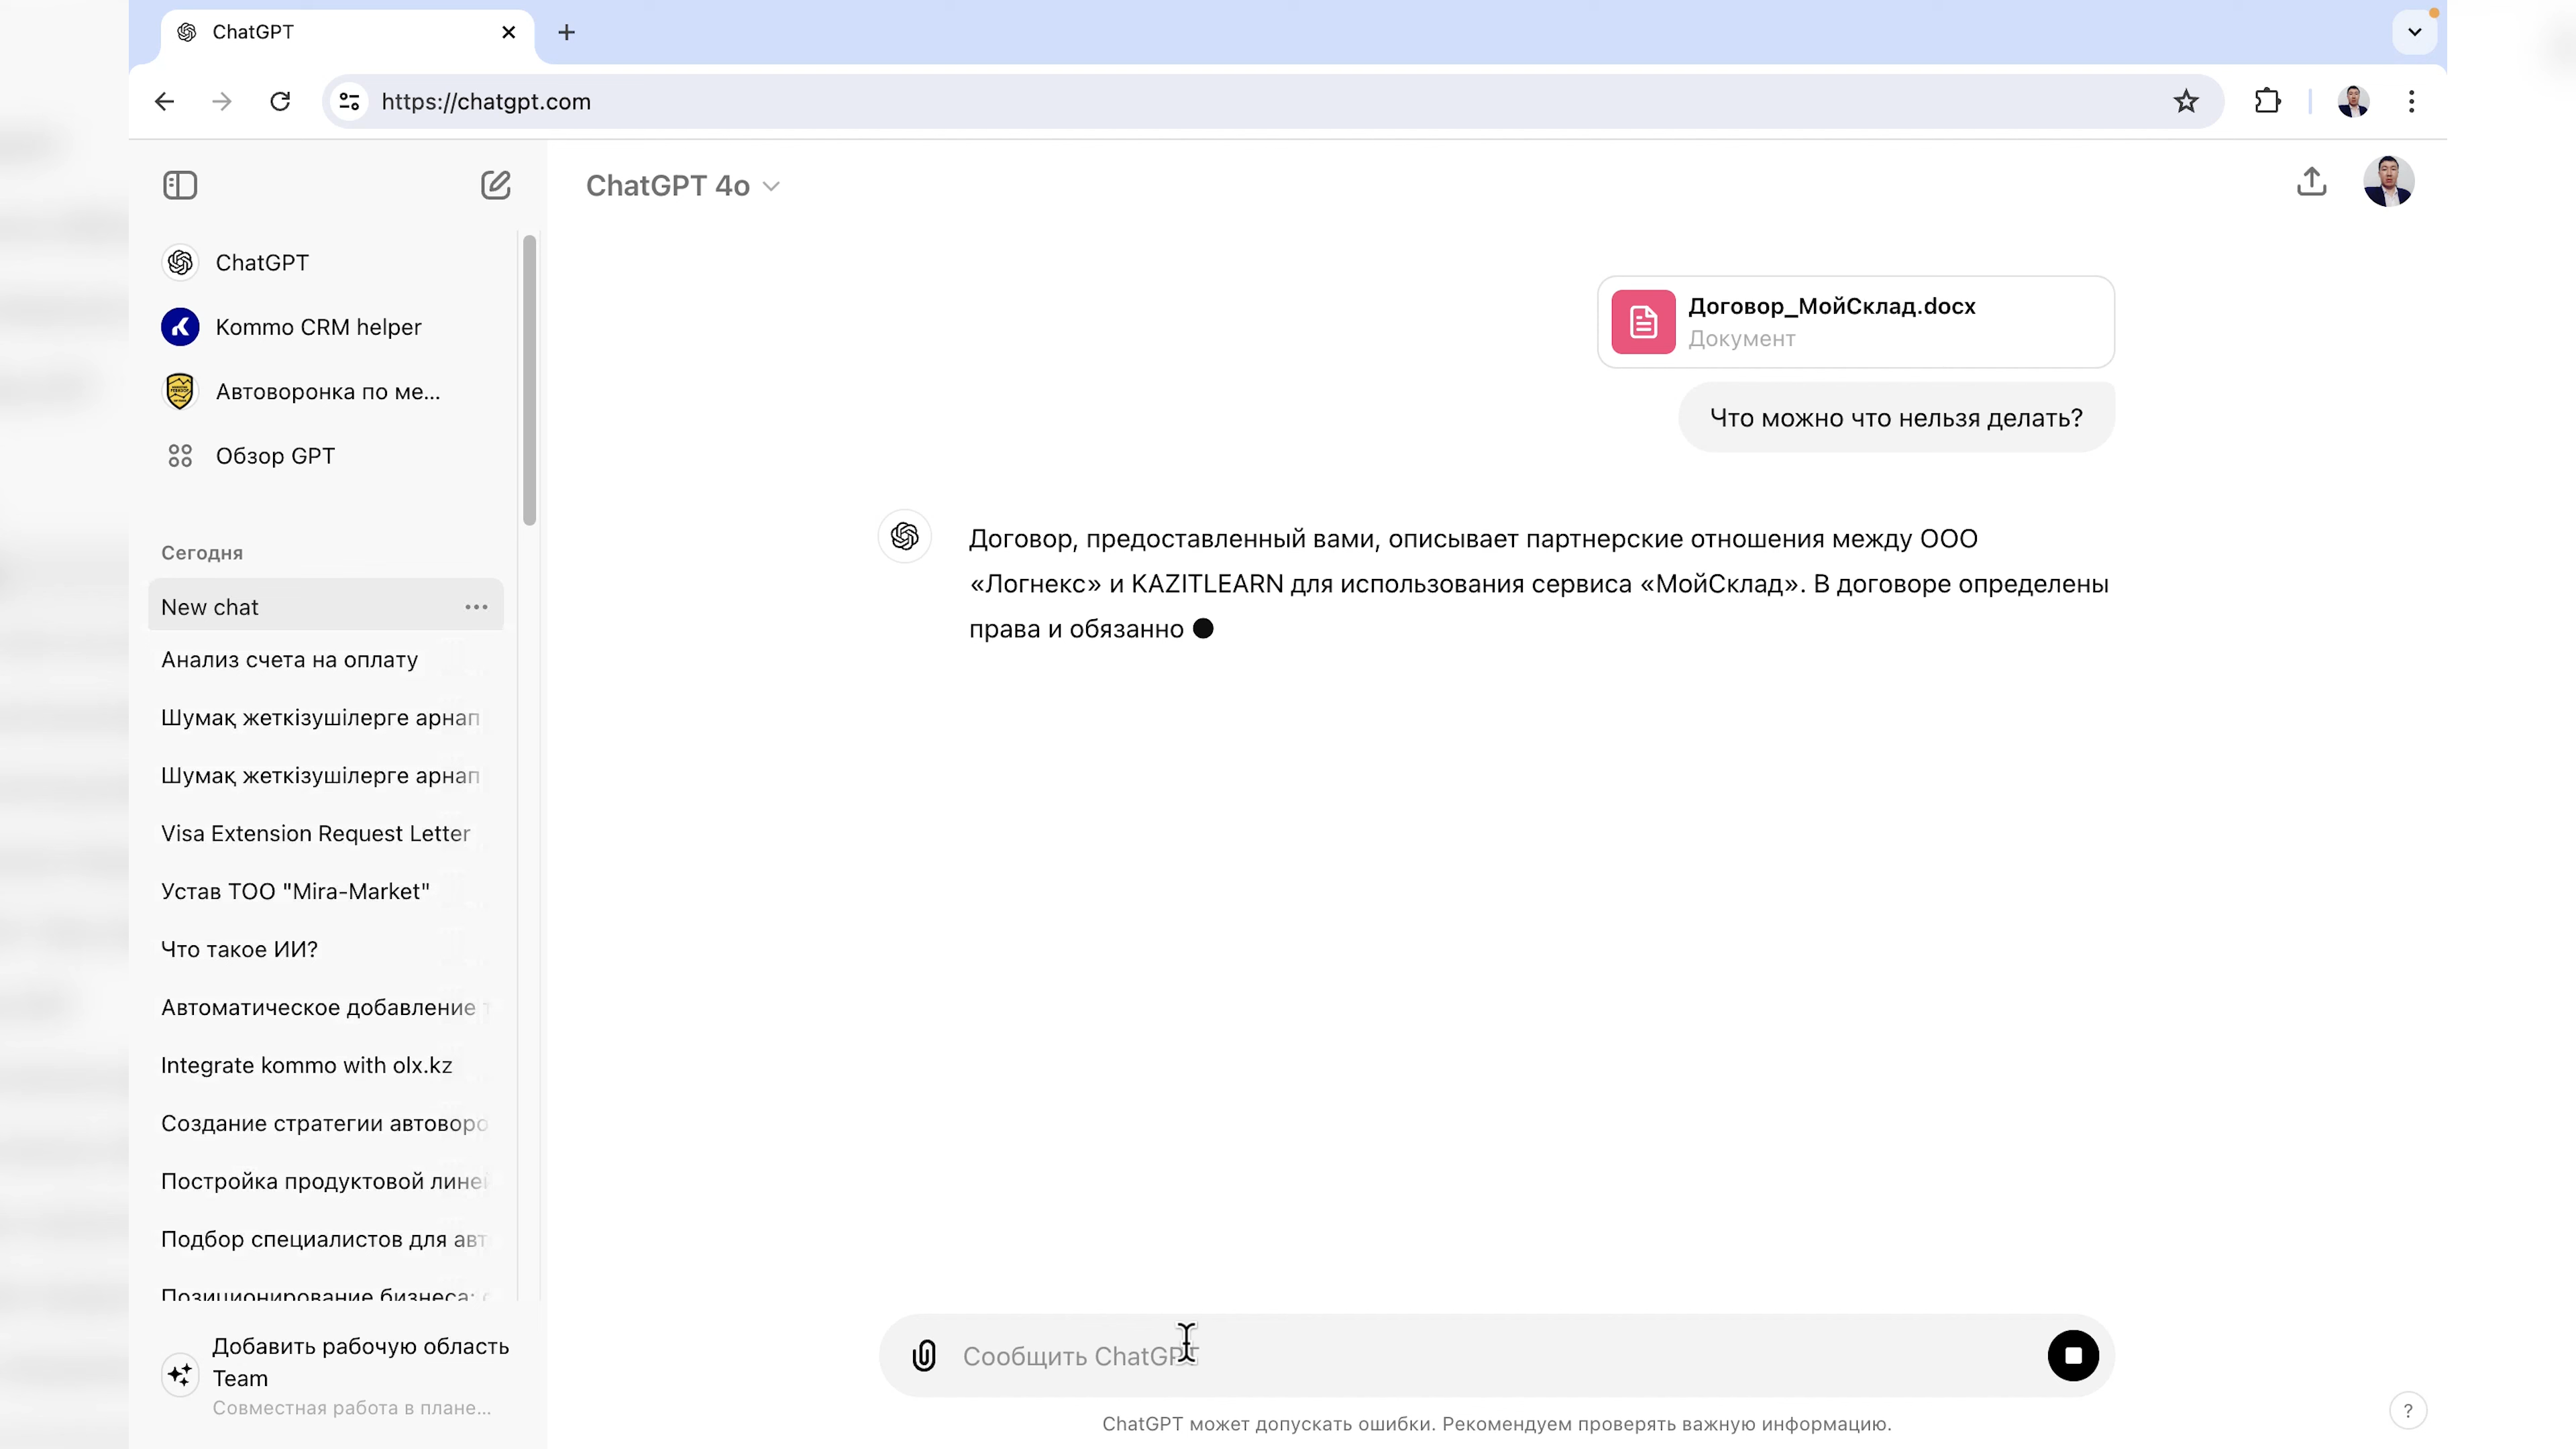 ChatGPT
https://chatgpt.com
ChatGPT 4o
ChatGPT
Kommo CRM helper
Автоворонка по ме...
Обзор GPT
Сегодня
New chat
Анализ счета на оплату
Шумақ жеткізушілерге арнап
Шумақ жеткізушілерге арнап
Visa Extension Request Letter
Устав ТОО "Mira-Market"
Что такое ИИ?
Автоматическое добавление т
Integrate kommo with olx.kz
Создание стратегии автоворо
Постройка продуктовой линей
Подбор специалистов для авт
Позиционирование бизнеса: с
Добавить рабочую область
Team
Совместная работа в плане...
Договор_МойСклад.docx
Документ
Что можно что нельзя делать?
Договор, предоставленный вами, описывает партнерские отношения между ООО
«Логнекс» и KAZITLEARN для использования сервиса «МойСклад». В договоре определены
права и обязанно
Сообщить ChatGPT
ChatGPT может допускать ошибки. Рекомендуем проверять важную информацию.
?